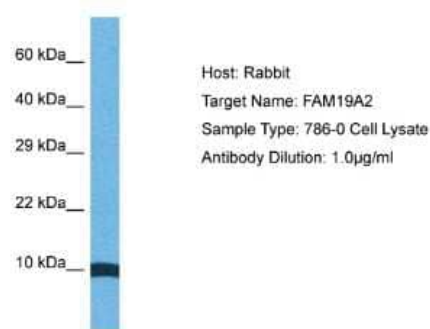 60 kDa
40 kDa
29 kDa
22 kDa
10 kDa
Host: Rabbit
Target Name: FAM19A2
Sample Type: 786-0 Cell Lysate
Antibody Dilution: 1.0µg/ml